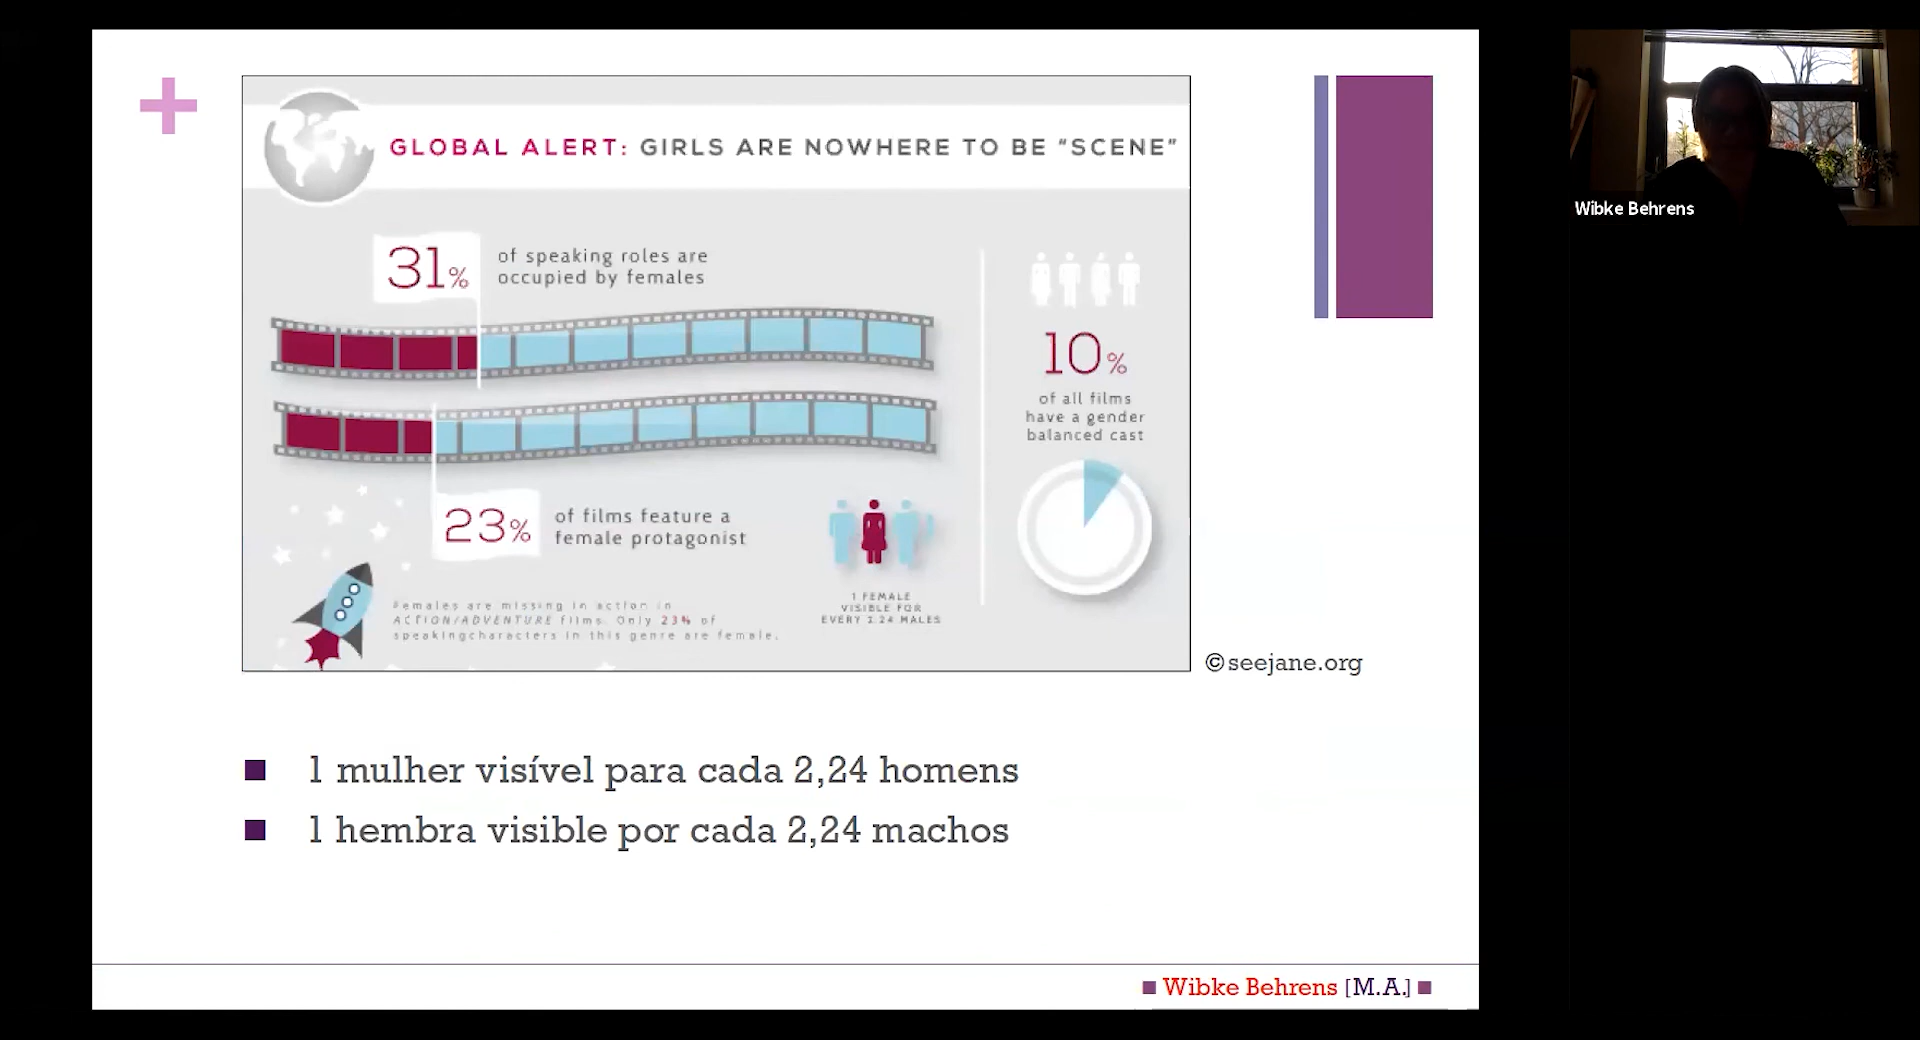 GLOBAL ALERT: GIRLS ARE NOWHERE TO BE "SCENE"
31%
of speaking roles are
occupied by females
23%
of films feature a
female protagonist
Females are missing in action in
ACTION/ADVENTURE films. Only 23% of
speakingcharacters in this genre are female.
1 FEMALE
VISIBLE FOR
EVERY 2.24 MALES
10%
of all films
have a gender
balanced cast
©seejane.org
1 mulher visível para cada 2,24 homens
1 hembra visible por cada 2,24 machos
Wibke Behrens [M.A.]
Wibke Behrens